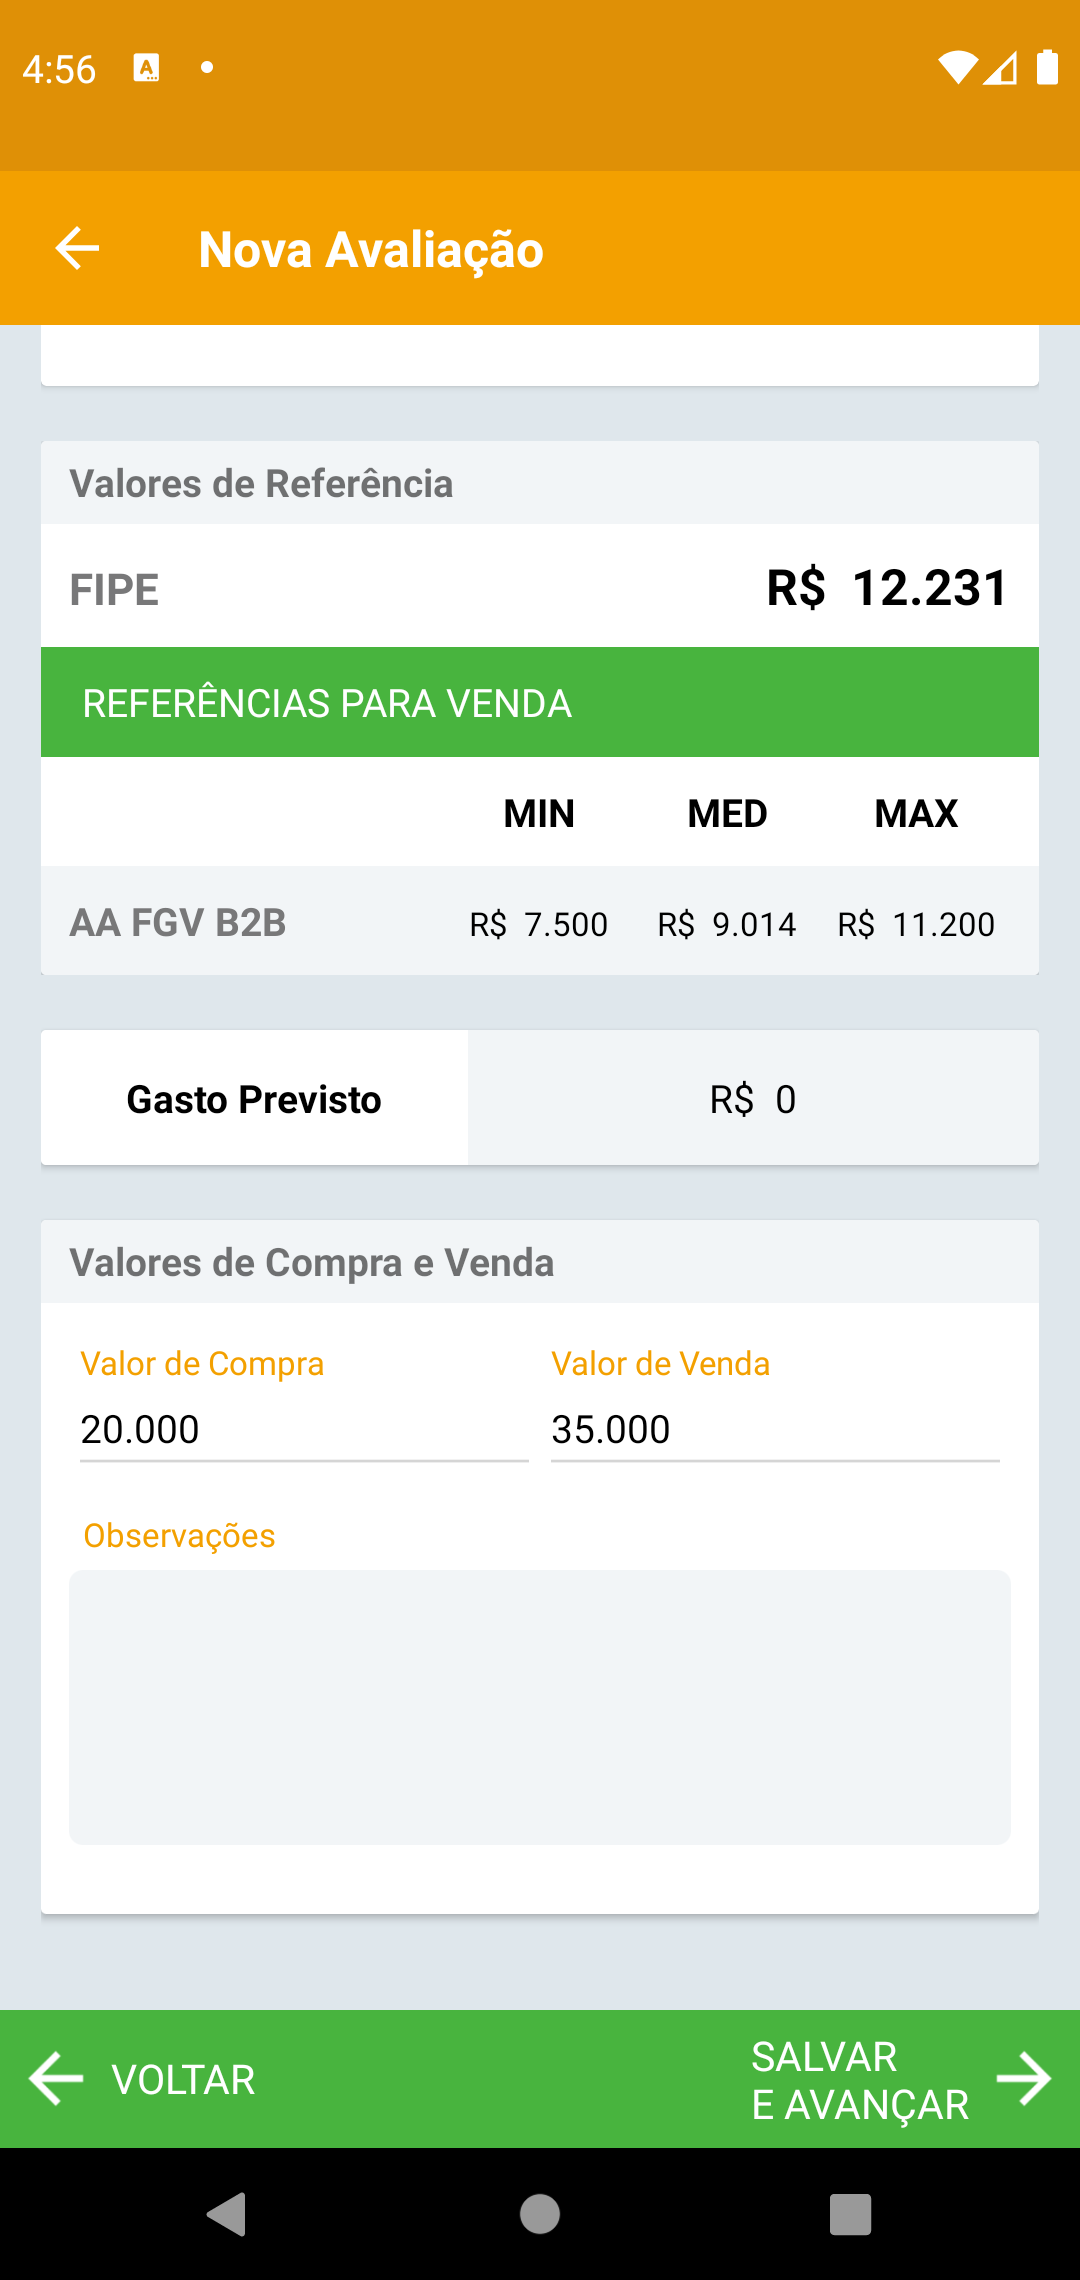 4:56
Nova Avaliação
Valores de Referência
FIPE R$ 12.231
REFERÊNCIAS PARA VENDA
MIN MED MAX
AA FGV B2B R$ 7.500 R$ 9.014 R$ 11.200
Gasto Previsto R$ 0
Valores de Compra e Venda
Valor de Compra Valor de Venda
20.000 35.000
Observações
VOLTAR
SALVAR
E AVANÇAR